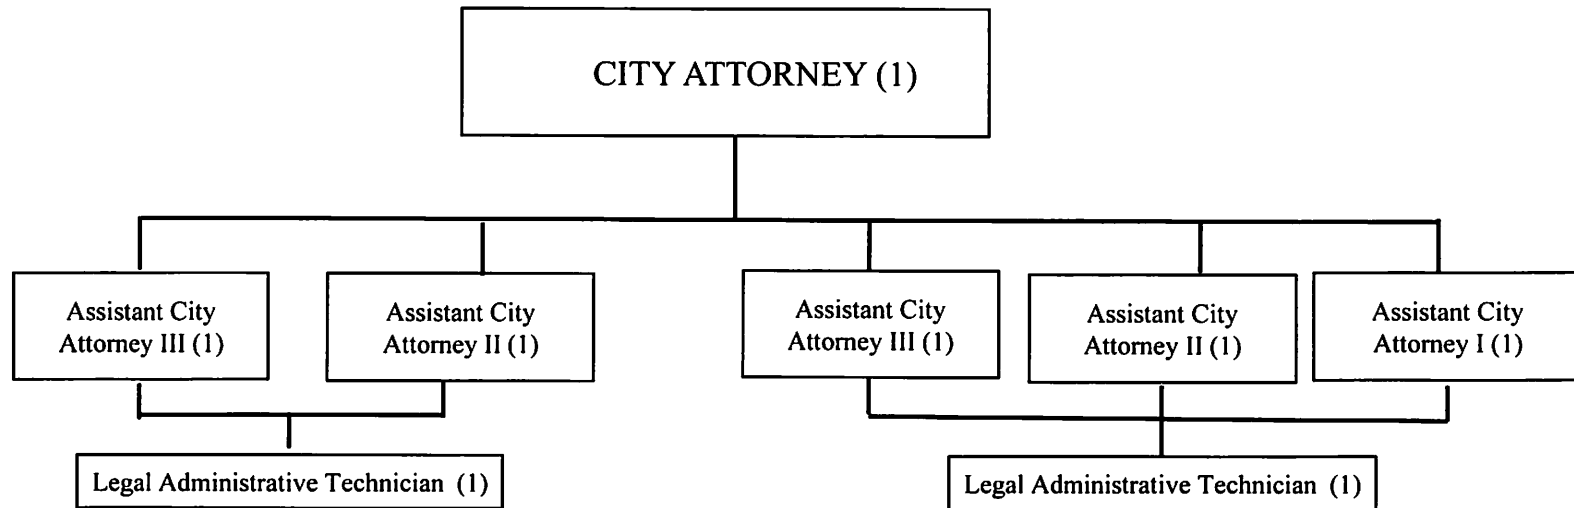 CITY ATTORNEY (1)
Assistant City
Attorney III (1)
Assistant City
Attorney II (1)
Assistant City
Attorney III (1)
Assistant City
Attorney II (1)
Assistant City
Attorney I (1)
Legal Administrative Technician (1)
Legal Administrative Technician (1)